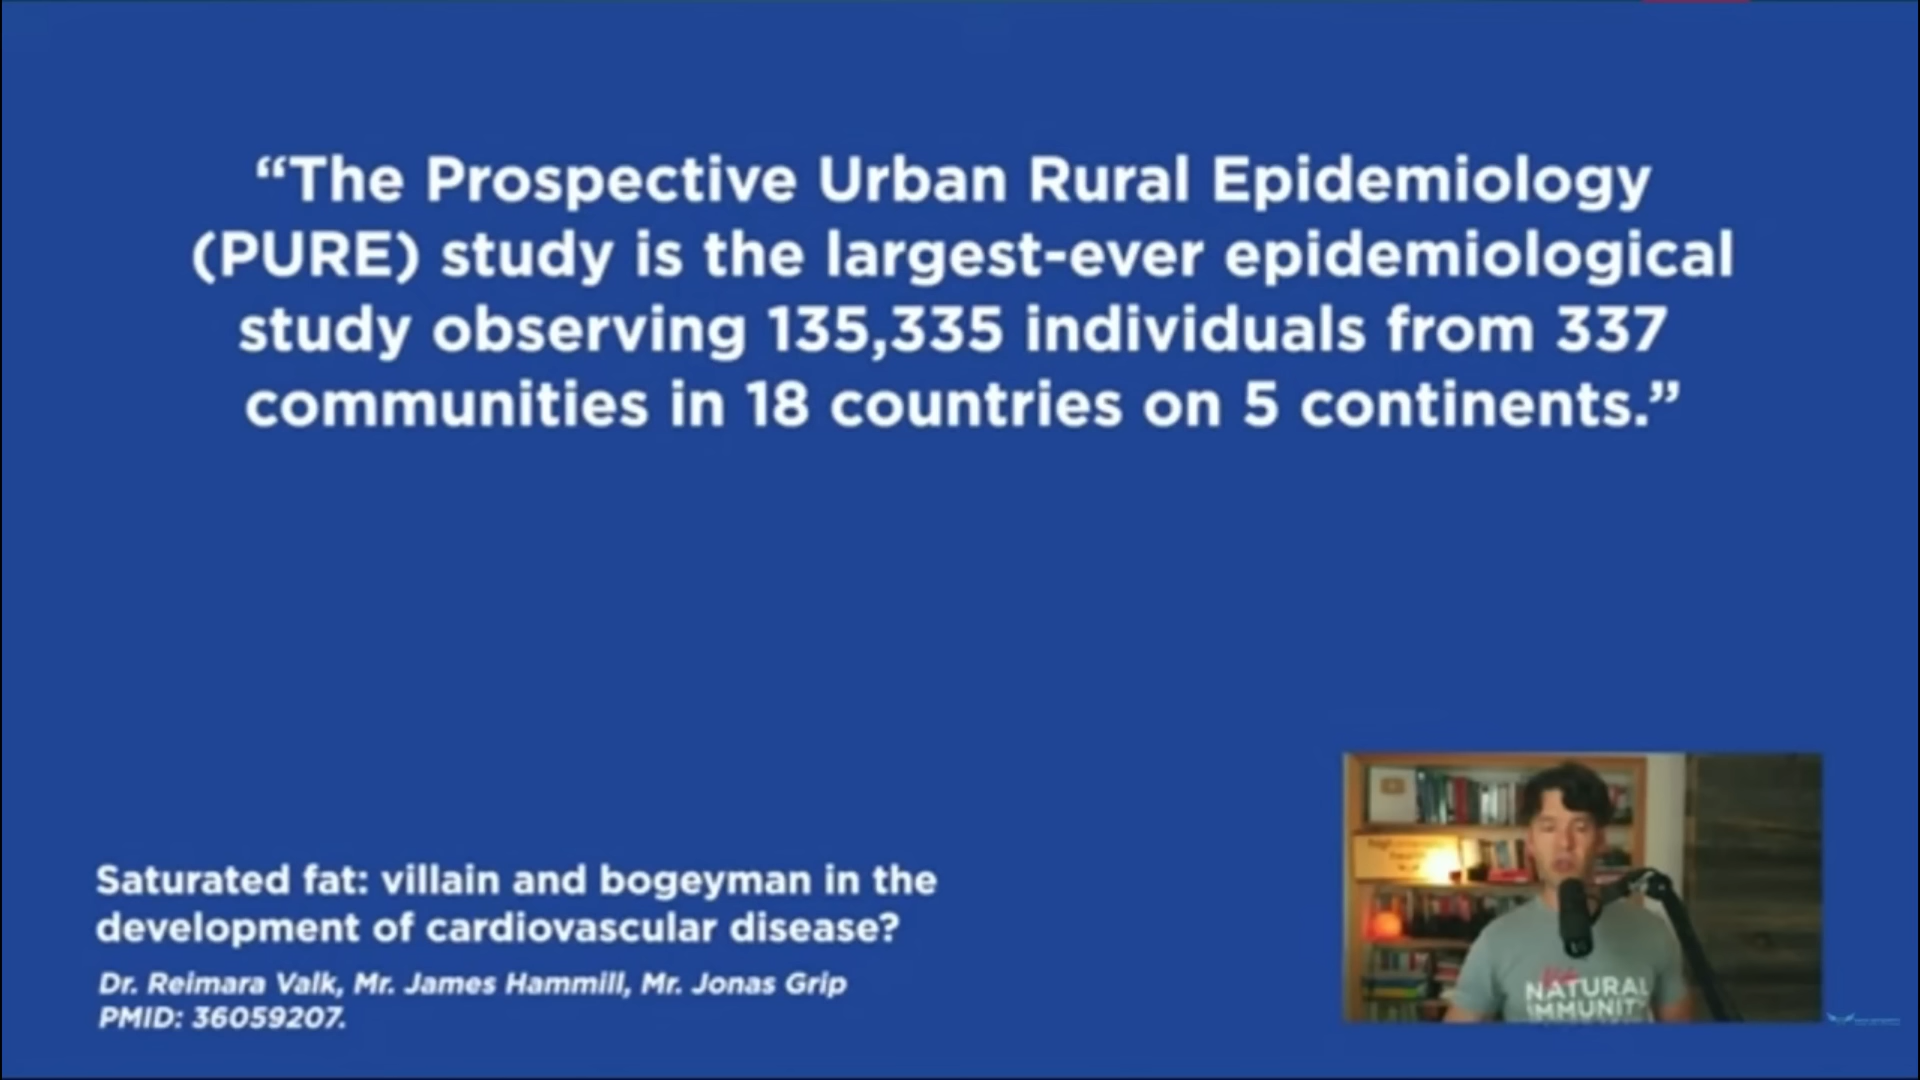 “The Prospective Urban Rural Epidemiology
(PURE) study is the largest-ever epidemiological
study observing 135,335 individuals from 337
communities in 18 countries on 5 continents.”
Saturated fat: villain and bogeyman in the
development of cardiovascular disease?
Dr. Reimara Valk, Mr. James Hammill, Mr. Jonas Grip
PMID: 36059207.
NATURAL
IMMUNITY